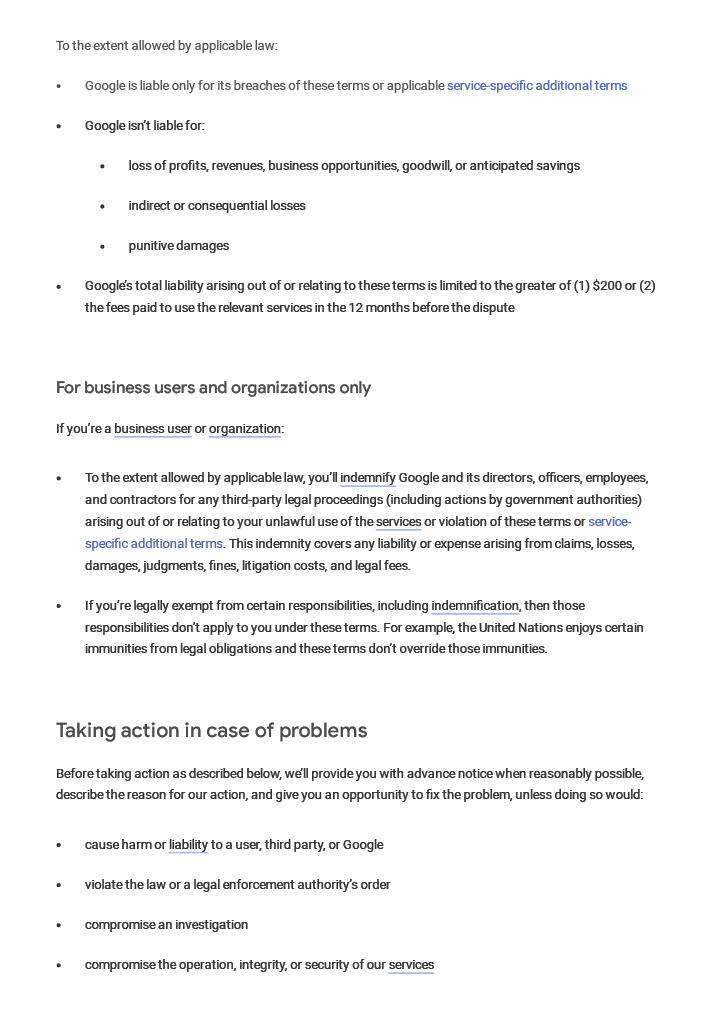 To the extent allowed by applicable law:
• Google is liable only for its breaches of these terms or applicable service-specific additional terms
• Google isn’t liable for:
• loss of profits, revenues, business opportunities, goodwill, or anticipated savings
• indirect or consequential losses
• punitive damages
• Google’s total liability arising out of or relating to these terms is limited to the greater of (1) $200 or (2)
the fees paid to use the relevant services in the 12 months before the dispute
For business users and organizations only
If you’re a business user or organization:
• To the extent allowed by applicable law, you’ll indemnify Google and its directors, officers, employees,
and contractors for any third-party legal proceedings (including actions by government authorities)
arising out of or relating to your unlawful use of the services or violation of these terms or service-
specific additional terms. This indemnity covers any liability or expense arising from claims, losses,
damages, judgments, fines, litigation costs, and legal fees.
• If you’re legally exempt from certain responsibilities, including indemnification, then those
responsibilities don’t apply to you under these terms. For example, the United Nations enjoys certain
immunities from legal obligations and these terms don’t override those immunities.
Taking action in case of problems
Before taking action as described below, we’ll provide you with advance notice when reasonably possible,
describe the reason for our action, and give you an opportunity to fix the problem, unless doing so would:
• cause harm or liability to a user, third party, or Google
• violate the law or a legal enforcement authority’s order
• compromise an investigation
• compromise the operation, integrity, or security of our services